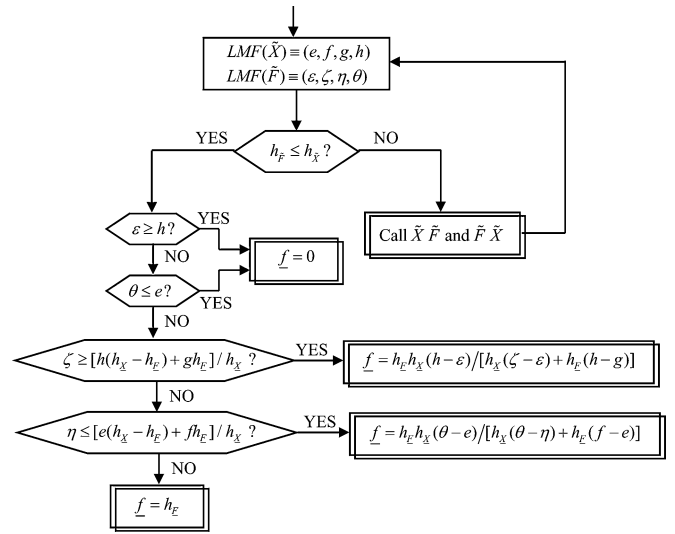 LMF(X̃) ≡ (e, f, g, h)
LMF(F̃) ≡ (ε, ζ, η, θ)
YES
NO
h_F̃ ≤ h_X̃ ?
ε ≥ h?
YES
Call X̃ F̃ and F̃ X̃
NO
f̲ = 0
θ ≤ e?
YES
NO
ζ ≥ [h(h_X̲ − h_F̲) + gh_F̲] / h_X̲ ?
YES
f̲ = h_F̲h_X̲(h − ε)/[h_X̲(ζ − ε) + h_F̲(h − g)]
NO
η ≤ [e(h_X̲ − h_F̲) + fh_F̲] / h_X̲ ?
YES
f̲ = h_F̲h_X̲(θ − e)/[h_X̲(θ − η) + h_F̲(f − e)]
NO
f̲ = h_F̲